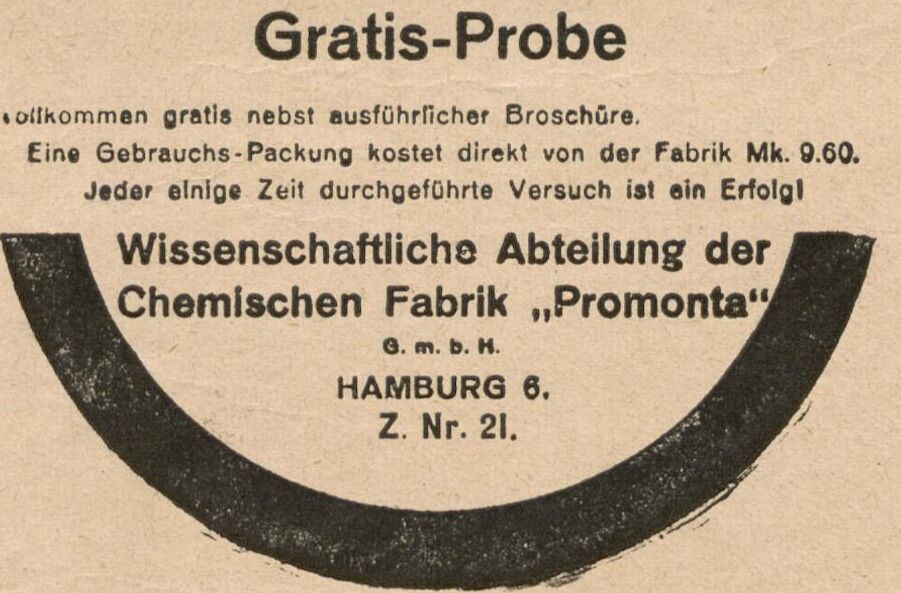 Gratis-Probe
vollkommen gratis nebst ausführlicher Broschüre.
Eine Gebrauchs-Packung kostet direkt von der Fabrik Mk. 9.60.
Jeder einige Zeit durchgeführte Versuch ist ein Erfolg!
Wissenschaftliche Abteilung der
Chemischen Fabrik „Promonta“
G. m. b. H.
HAMBURG 6.
Z. Nr. 21.